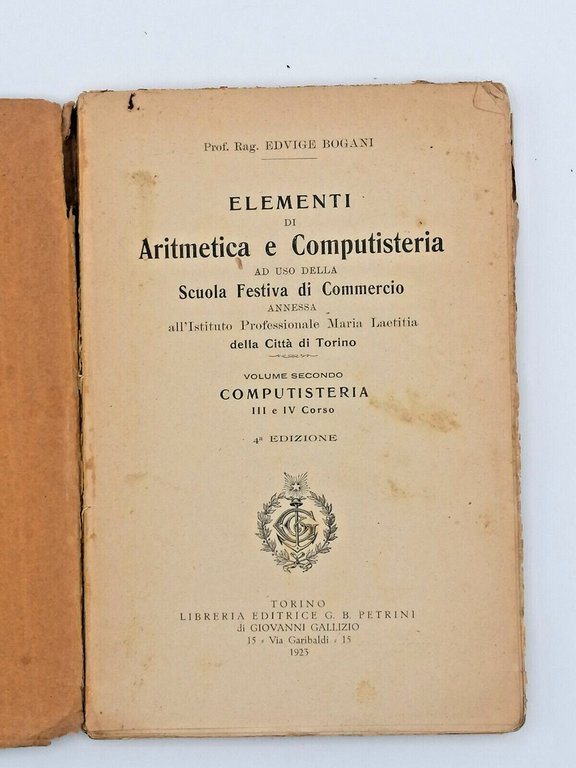 Prof. Rag. EDVIGE BOGANI
ELEMENTI
DI
Aritmetica e Computisteria
AD USO DELLA
Scuola Festiva di Commercio
ANNESSA
all'Istituto Professionale Maria Laetitia
della Città di Torino
VOLUME SECONDO
COMPUTISTERIA
III e IV Corso
4ª EDIZIONE
TORINO
LIBRERIA EDITRICE G. B. PETRINI
di GIOVANNI GALLIZIO
15 - Via Garibaldi - 15
1923